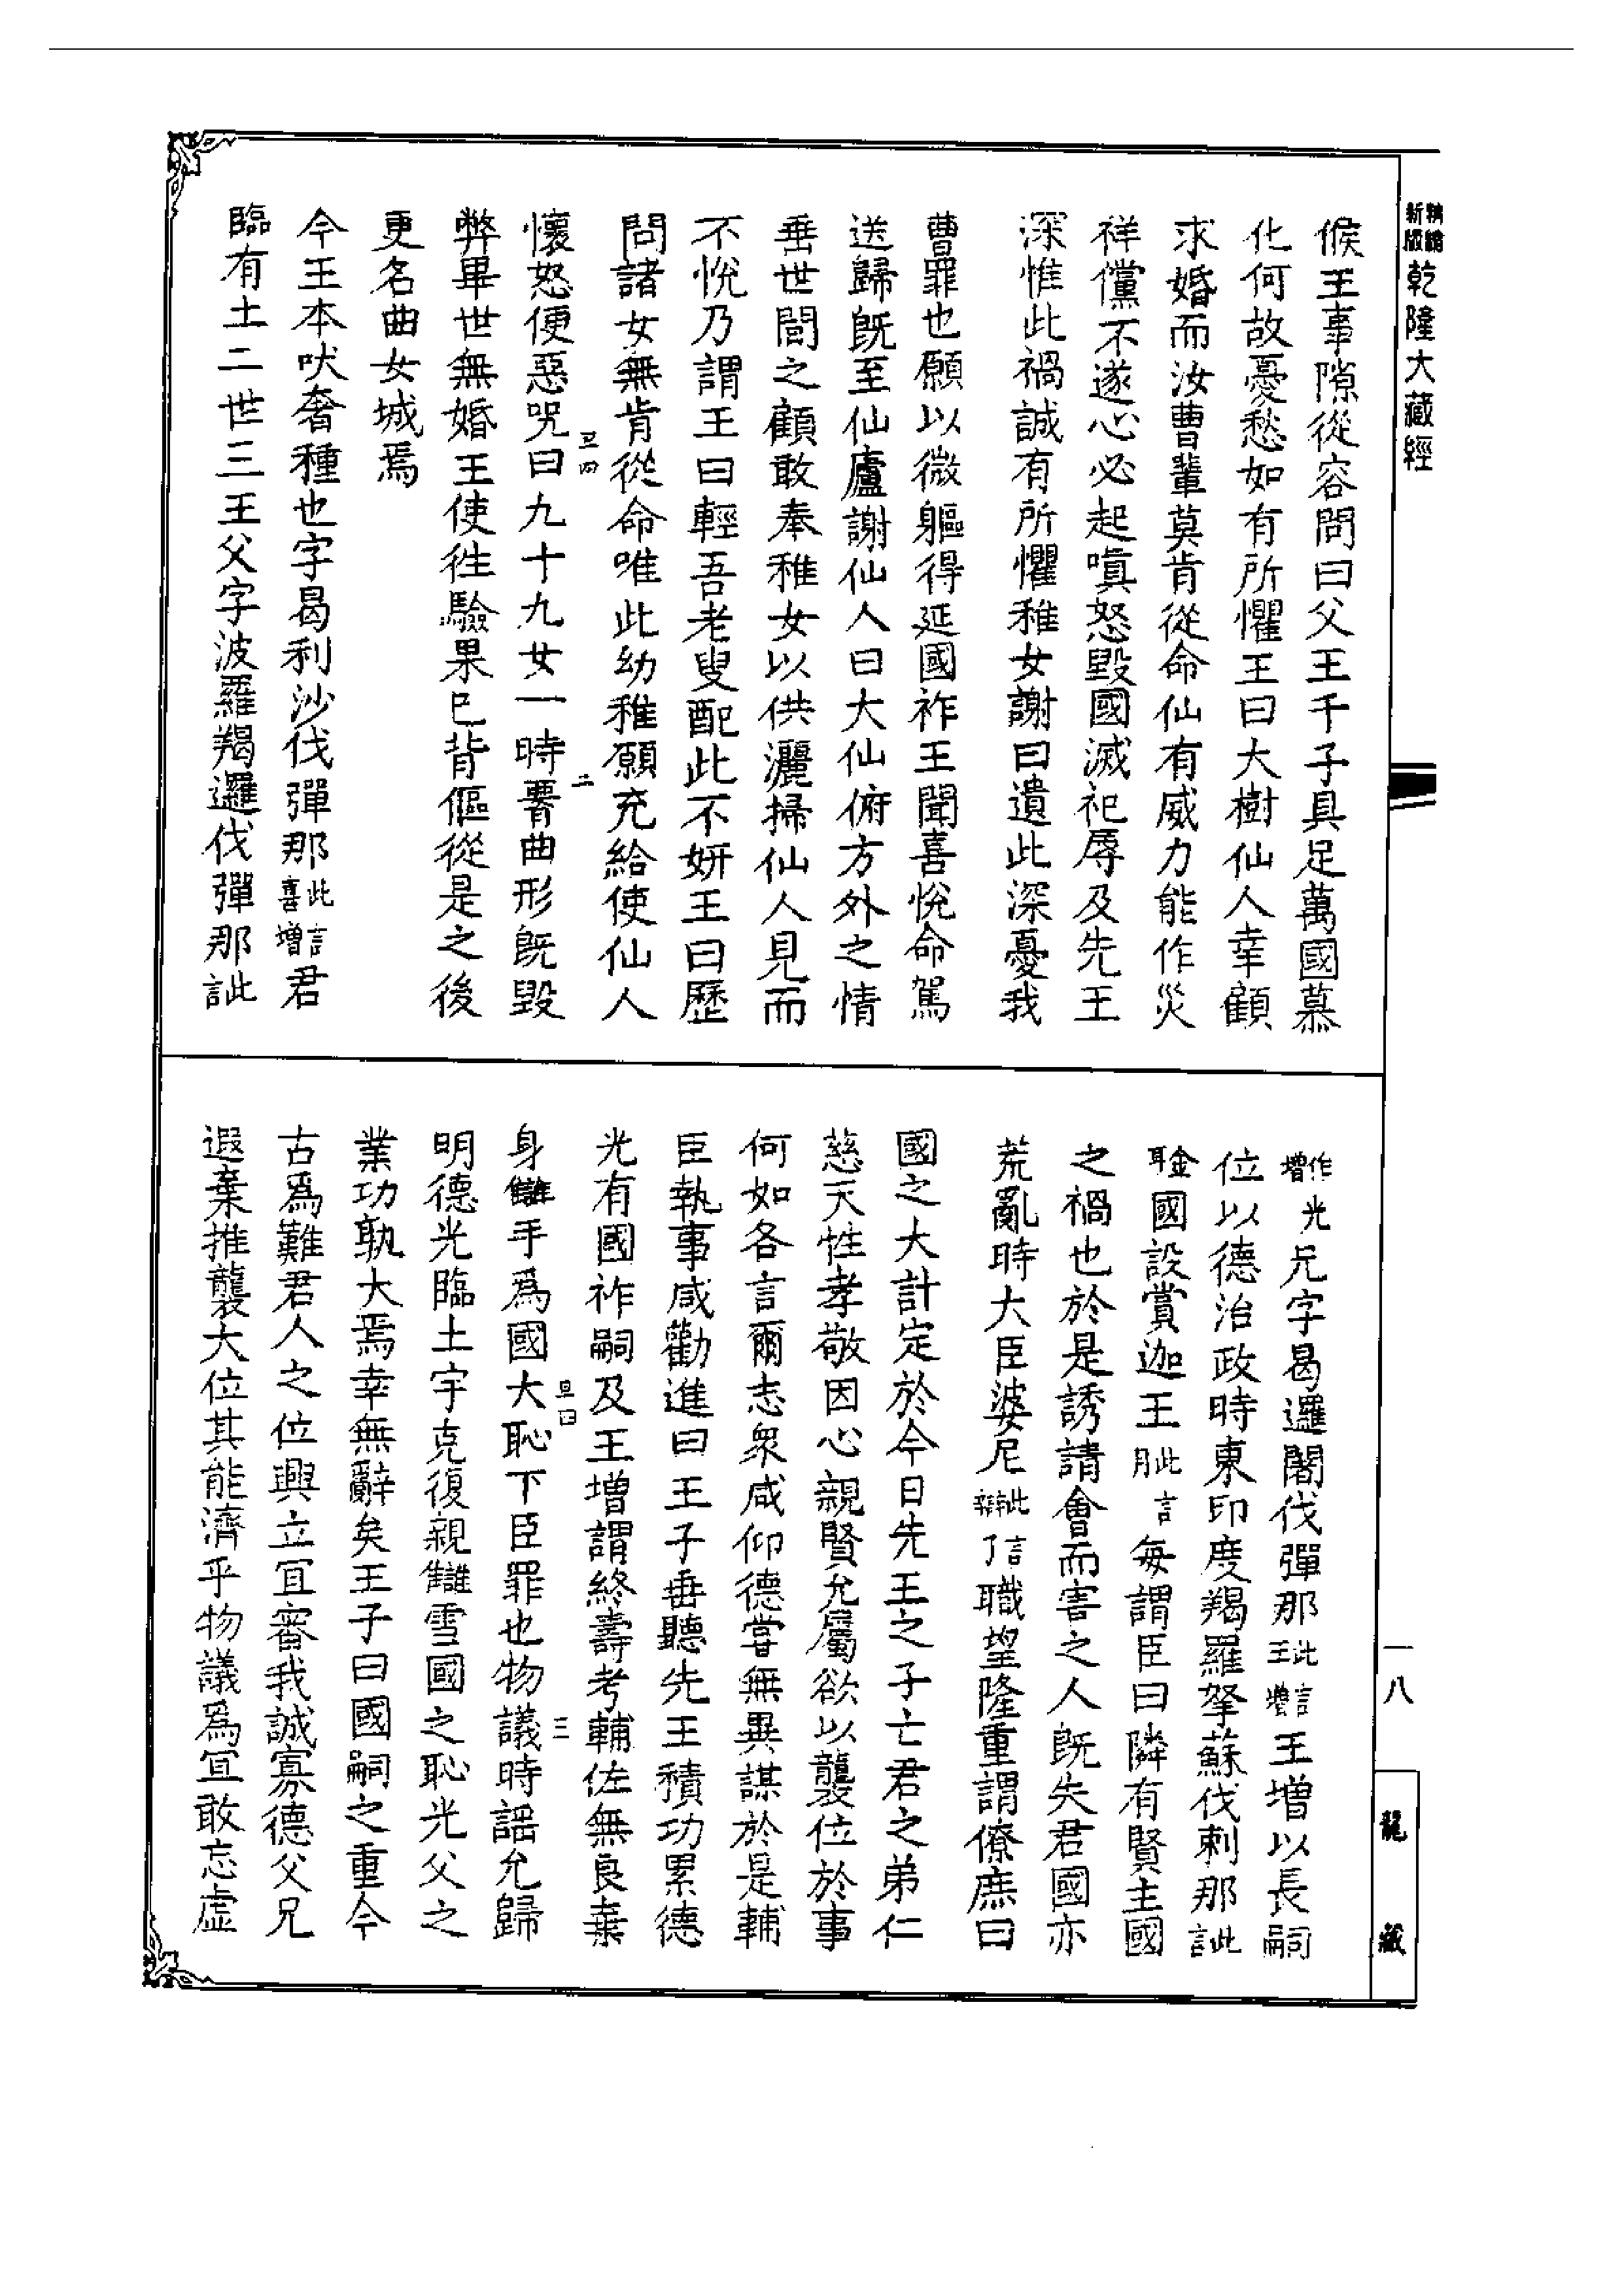 精繪新版乾隆大藏經
候王事隙從容問曰父王千子具足萬國慕
化何故憂愁如有所懼王曰大樹仙人幸顧
求婚而汝曹輩莫肯從命仙有威力能作災
祥儻不遂心必起嗔怒毀國滅祀辱及先王
深惟此禍誠有所懼稚女謝曰遺此深憂我
曹罪也願以微軀得延國祚王聞喜悅命駕
送歸既至仙廬謝仙人曰大仙俯方外之情
垂世間之顧敢奉稚女以供灑掃仙人見而
不悅乃謂王曰輕吾老叟配此不妍王曰歷
問諸女無肯從命唯此幼稚願充給使仙人
懷怒便惡咒曰九十九女一時𦝫曲形既毀
二
弊畢世無婚王使往驗果已背傴從是之後
更名曲女城焉
今王本吠奢種也字曷利沙伐彈那此言喜增君
臨有土二世三王父字波羅羯邏伐彈那此言
作光增兄字曷邏闍伐彈那此言王增王增以長嗣
位以德治政時東印度羯羅拏蘇伐剌那此言
金耳國設賞迦王此言月每謂臣曰隣有賢主國
之禍也於是誘請會而害之人既失君國亦
荒亂時大臣婆尼此言辯了職望隆重謂僚庶曰
國之大計定於今日先王之子亡君之弟仁
慈天性孝敬因心親賢允屬欲以襲位於事
何如各言爾志衆咸仰德嘗無異謀於是輔
臣執事咸勸進曰王子垂聽先王積功累德
光有國祚嗣及王增謂終壽考輔佐無良棄
身讎手為國大恥下臣罪也物議時謡允歸
三
明德光臨土宇克復親讎雪國之恥光父之
業功孰大焉幸無辭矣王子曰國嗣之重今
古為難君人之位興立宜審我誠寡德父兄
遐棄推襲大位其能濟乎物議為宜敢忘虛
一八
龍藏